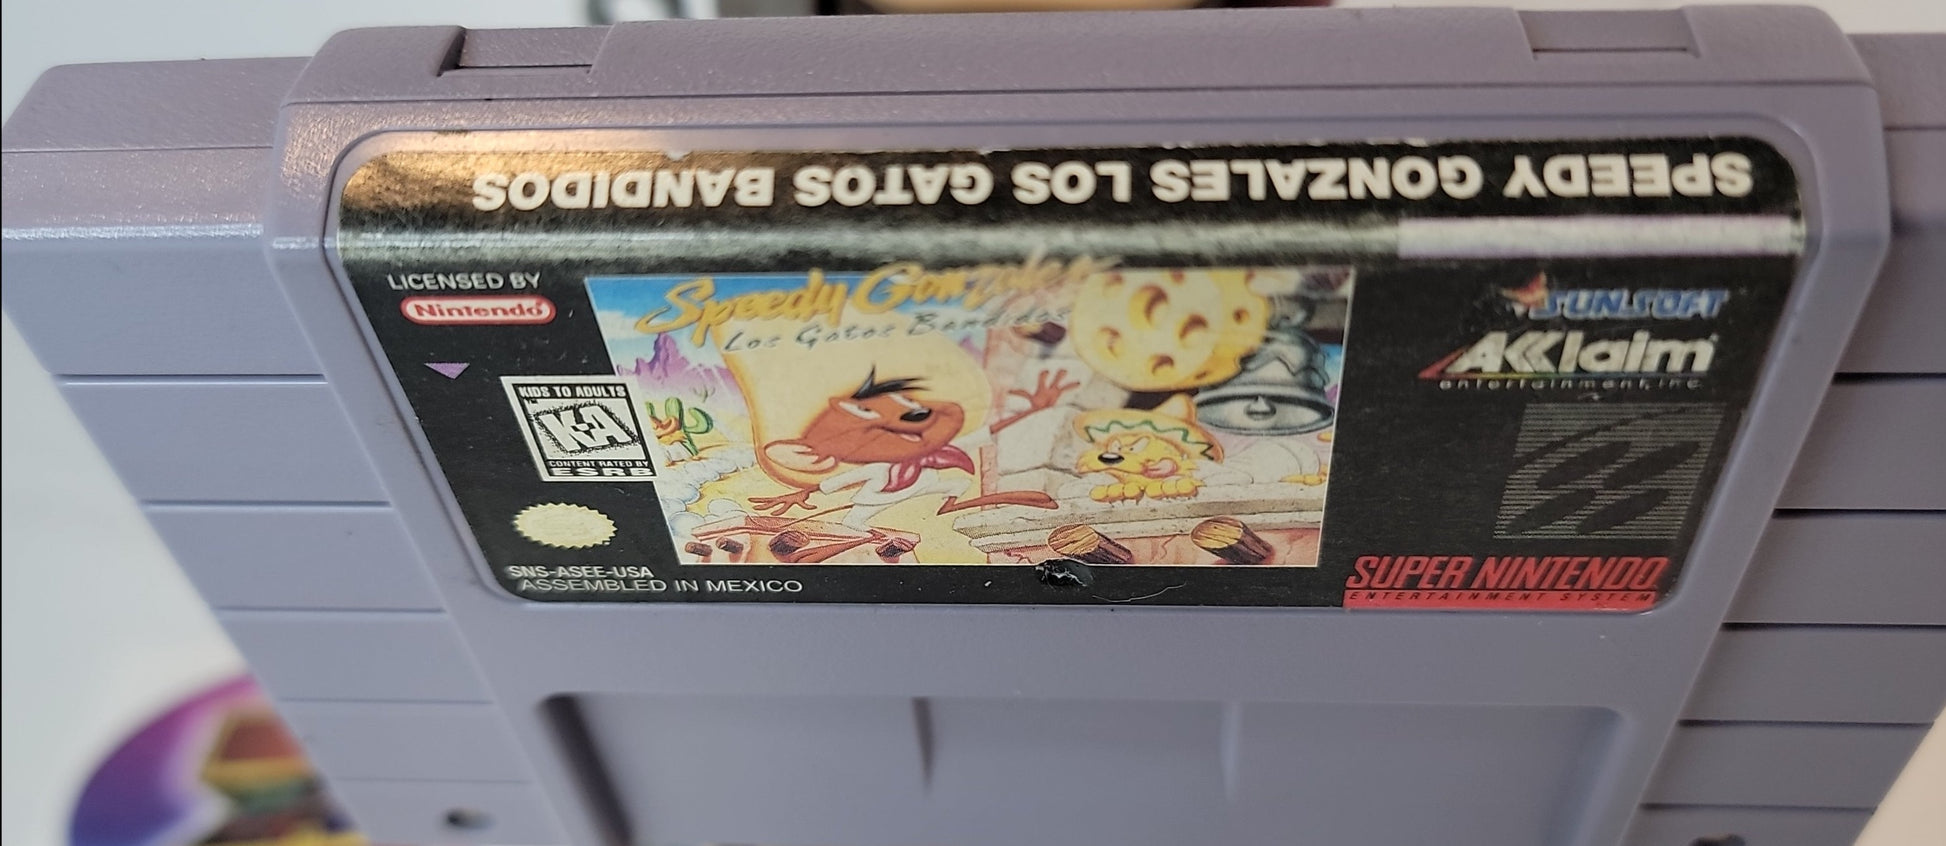 SPEEDY GONZALES LOS GATOS BANDIDOS
LICENSED BY
Nintendo
Speedy Gonzales
Los Gatos Bandidos
SUNSOFT
AKKlaim
entertainment, inc.
KIDS TO ADULTS
K-A
CONTENT RATED BY
ESRB
SNS-ASEE-USA
ASSEMBLED IN MEXICO
SUPER NINTENDO
ENTERTAINMENT SYSTEM